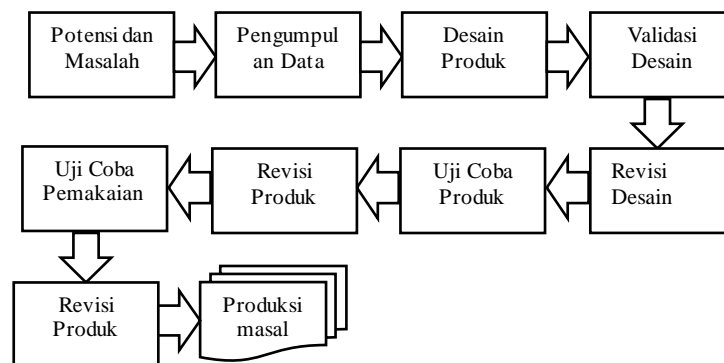 Potensi dan
Masalah
Pengumpul
an Data
Desain
Produk
Validasi
Desain
Revisi
Desain
Uji Coba
Produk
Revisi
Produk
Uji Coba
Pemakaian
Revisi
Produk
Produksi
masal